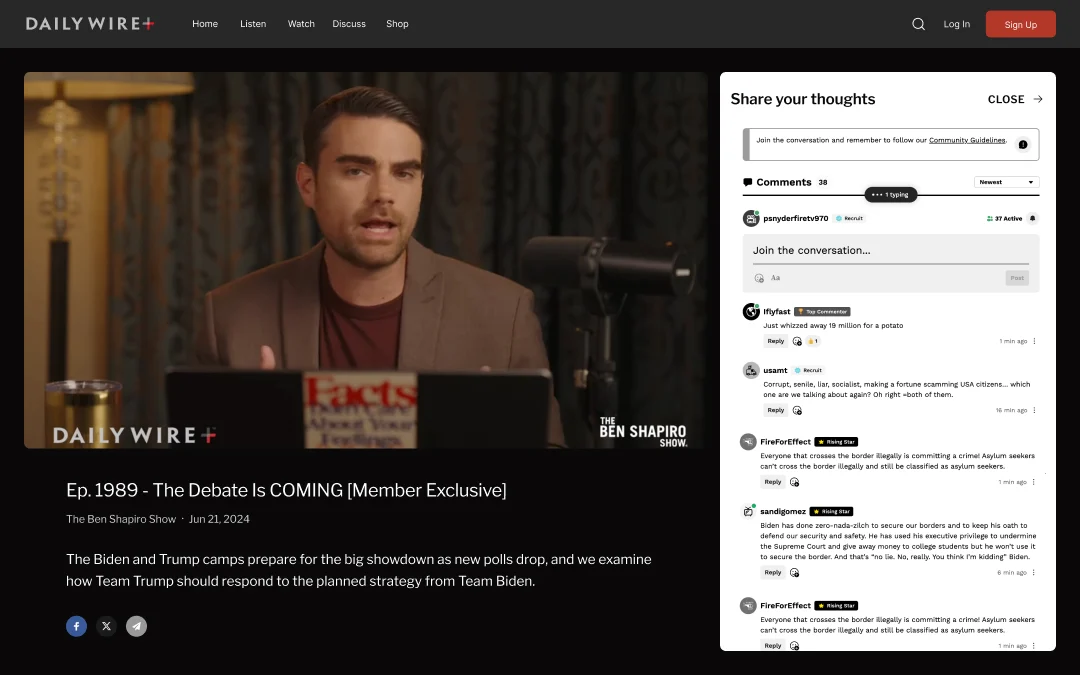 DAILY WIRE+
Home Listen Watch Discuss Shop
Log In
Sign Up
Facts
Don't Care
About Your
Feelings.
DAILY WIRE+
THE
BEN SHAPIRO
SHOW.
Ep. 1989 - The Debate Is COMING [Member Exclusive]
The Ben Shapiro Show · Jun 21, 2024
The Biden and Trump camps prepare for the big showdown as new polls drop, and we examine
how Team Trump should respond to the planned strategy from Team Biden.
Share your thoughts
CLOSE →
Join the conversation and remember to follow our Community Guidelines.
Comments 38
Newest
1 typing
psnyderfiretv970 Recruit
37 Active
Join the conversation...
Aa
Post
Iflyfast Top Commenter
Just whizzed away 19 million for a potato
Reply 1
1 min ago
usamt Recruit
Corrupt, senile, liar, socialist, making a fortune scamming USA citizens... which
one are we talking about again? Oh right =both of them.
Reply
16 min ago
FireForEffect Rising Star
Everyone that crosses the border illegally is committing a crime! Asylum seekers
can't cross the border illegally and still be classified as asylum seekers.
Reply
1 min ago
sandigomez Rising Star
Biden has done zero-nada-zilch to secure our borders and to keep his oath to
defend our security and safety. He has used his executive privilege to undermine
the Supreme Court and give away money to college students but he won't use it
to secure the border. And that's "no lie. No, really. You think I'm kidding" Biden.
Reply
6 min ago
FireForEffect Rising Star
Everyone that crosses the border illegally is committing a crime! Asylum seekers
can't cross the border illegally and still be classified as asylum seekers.
Reply
1 min ago